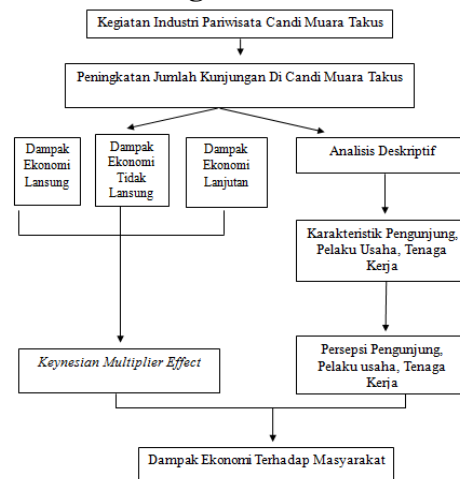 Kegiatan Industri Pariwisata Candi Muara Takus
Peningkatan Jumlah Kunjungan Di Candi Muara Takus
Dampak
Ekonomi
Lansung
Dampak
Ekonomi
Tidak
Lansung
Dampak
Ekonomi
Lanjutan
Analisis Deskriptif
Karakteristik Pengunjung,
Pelaku Usaha, Tenaga
Kerja
Keynesian Multiplier Effect
Persepsi Pengunjung,
Pelaku usaha, Tenaga
Kerja
Dampak Ekonomi Terhadap Masyarakat